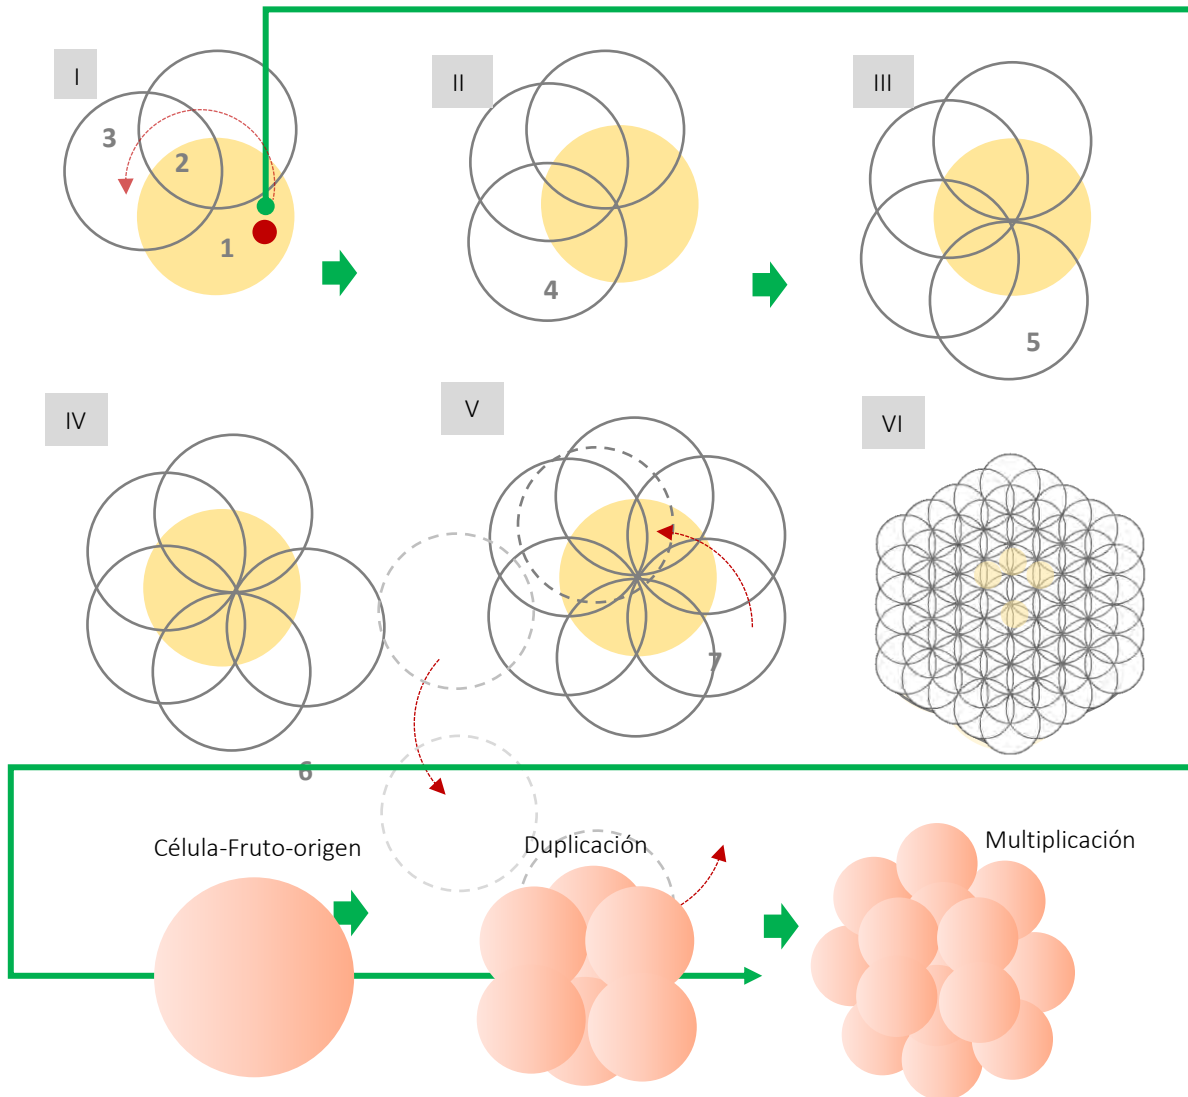 I
II
III
3
2
1
4
5
IV
V
VI
7
6
Célula-Fruto-origen
Duplicación
Multiplicación